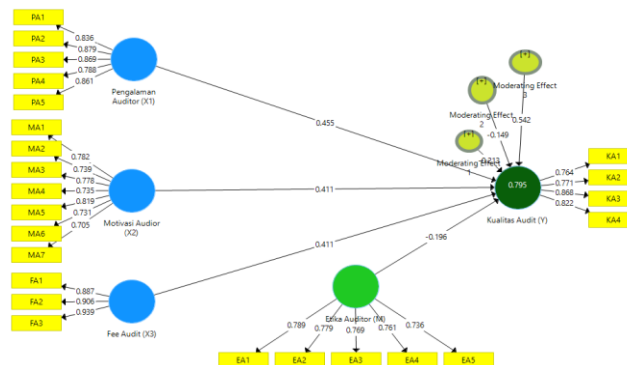 PA1
PA2
PA3
PA4
PA5
0.836
0.879
0.869
0.788
0.861
Pengalaman
Auditor (X1)
MA1
MA2
MA3
MA4
MA5
MA6
MA7
0.782
0.739
0.778
0.735
0.819
0.731
0.705
Motivasi Audior
(X2)
FA1
FA2
FA3
0.887
0.906
0.939
Fee Audit (X3)
0.455
0.411
0.411
-0.196
[+]
Moderating Effect
3
0.542
[+]
Moderating Effect
2
-0.149
[+]
Moderating Effect
1
0.795
Kualitas Audit (Y)
0.764
0.771
0.868
0.822
KA1
KA2
KA3
KA4
Etika Auditor (M)
0.789
0.779
0.769
0.761
0.736
EA1
EA2
EA3
EA4
EA5